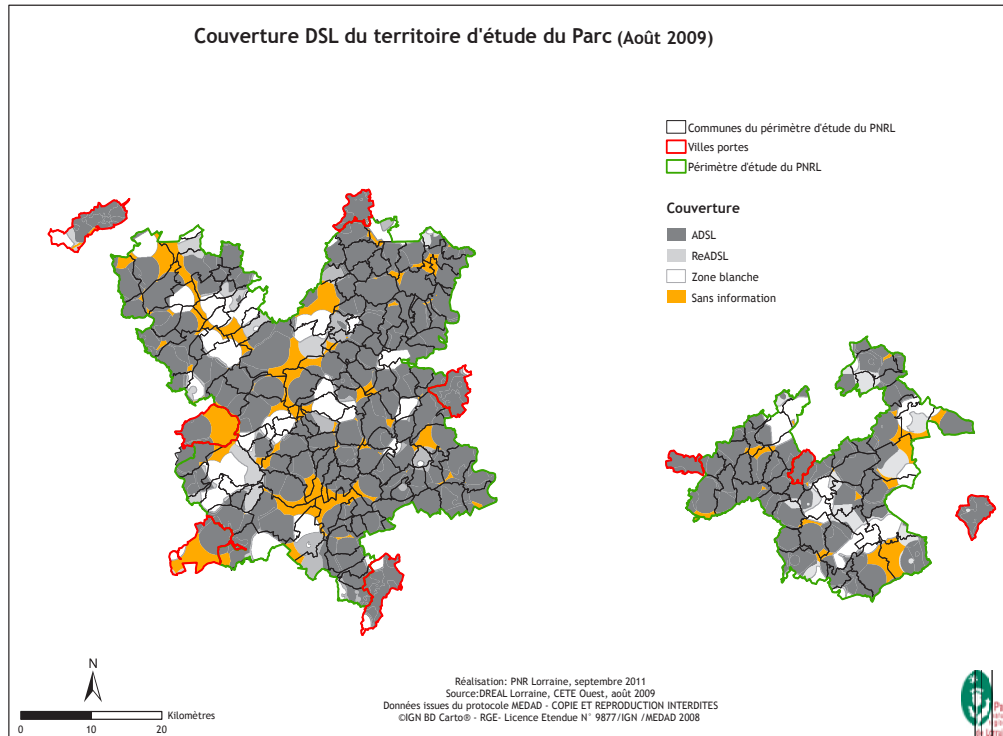 Couverture DSL du territoire d'étude du Parc (Août 2009)
Communes du périmètre d'étude du PNRL
Villes portes
Périmètre d'étude du PNRL
Couverture
ADSL
ReADSL
Zone blanche
Sans information
N
Kilomètres
0 10 20
Réalisation: PNR Lorraine, septembre 2011
Source:DREAL Lorraine, CETE Ouest, août 2009
Données issues du protocole MEDAD - COPIE ET REPRODUCTION INTERDITES
©IGN BD Carto® - RGE- Licence Etendue N° 9877/IGN /MEDAD 2008